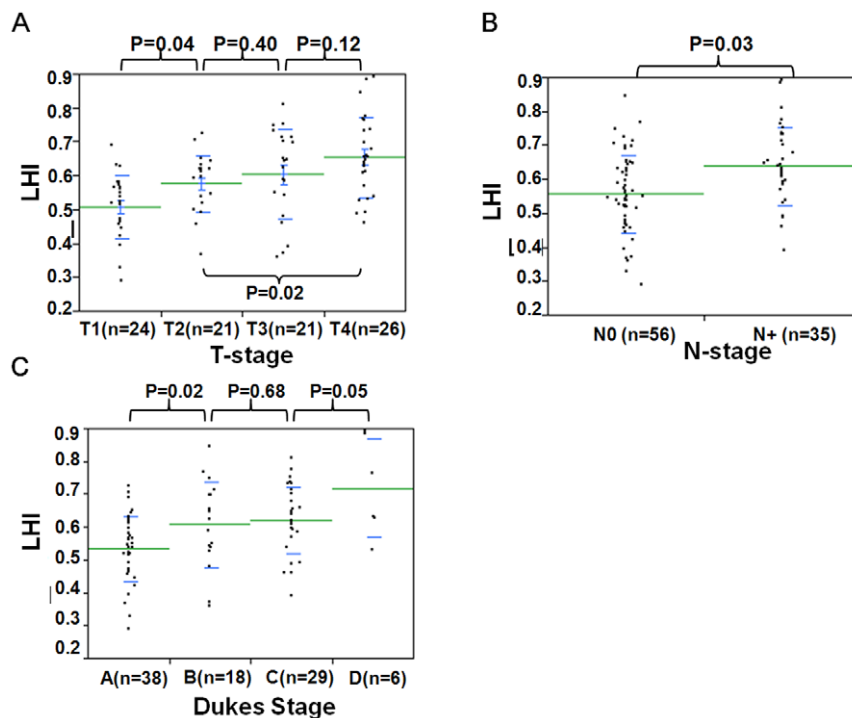 A
P=0.04 P=0.40 P=0.12
0.9
0.8
0.7
0.6
0.5
0.4
0.3
0.2
LHI
P=0.02
T1(n=24) T2(n=21) T3(n=21) T4(n=26)
T-stage
B
P=0.03
0.9
0.8
0.7
0.6
0.5
0.4
0.3
0.2
LHI
N0 (n=56) N+ (n=35)
N-stage
C
P=0.02 P=0.68 P=0.05
0.9
0.8
0.7
0.6
0.5
0.4
0.3
0.2
LHI
A(n=38) B(n=18) C(n=29) D(n=6)
Dukes Stage